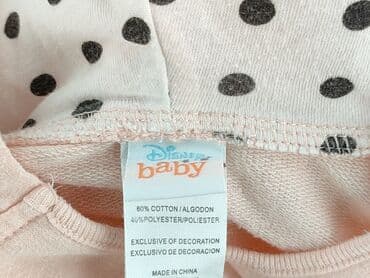 Disney
baby
60% COTTON/ALGODON
40%POLYESTER/POLIESTER
EXCLUSIVE OF DECORATION
EXCLUSIVO DE DECORACION
MADE IN CHINA